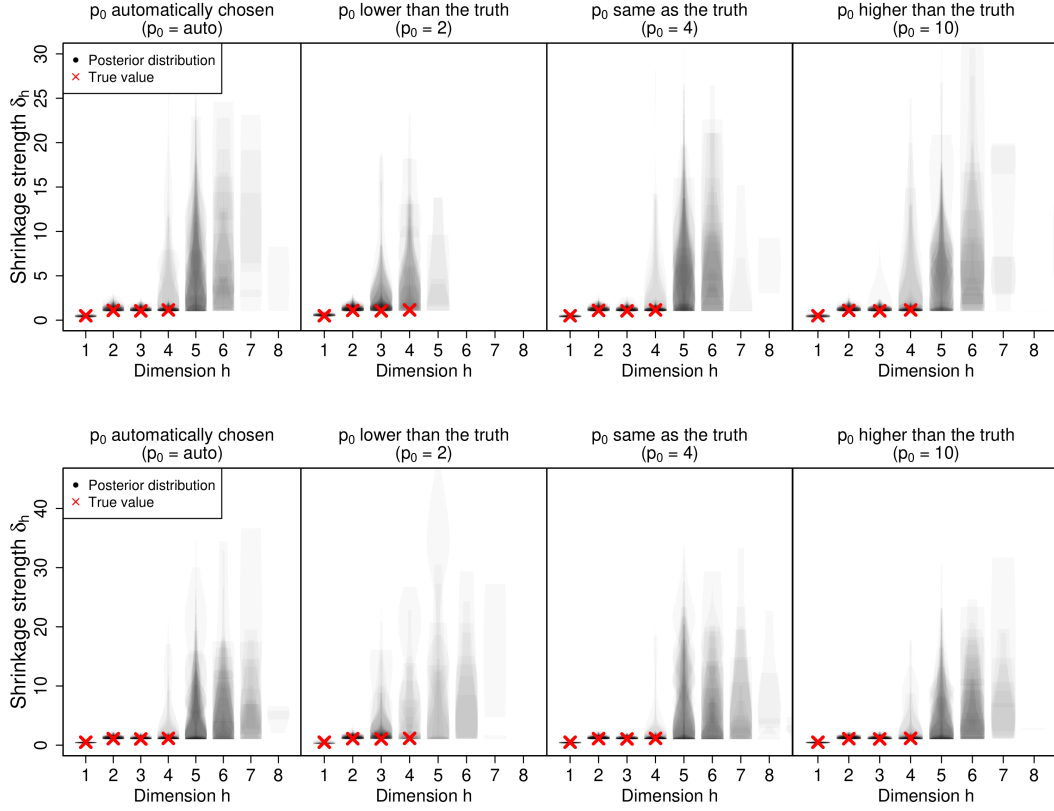 p0 automatically chosen
(p0 = auto)
p0 lower than the truth
(p0 = 2)
p0 same as the truth
(p0 = 4)
p0 higher than the truth
(p0 = 10)
Posterior distribution
True value
Shrinkage strength δh
0 5 10 15 20 25 30
1 2 3 4 5 6 7 8
1 2 3 4 5 6 7 8
1 2 3 4 5 6 7 8
1 2 3 4 5 6 7 8
Dimension h
Dimension h
Dimension h
Dimension h
p0 automatically chosen
(p0 = auto)
p0 lower than the truth
(p0 = 2)
p0 same as the truth
(p0 = 4)
p0 higher than the truth
(p0 = 10)
Posterior distribution
True value
Shrinkage strength δh
0 10 20 30 40
1 2 3 4 5 6 7 8
1 2 3 4 5 6 7 8
1 2 3 4 5 6 7 8
1 2 3 4 5 6 7 8
Dimension h
Dimension h
Dimension h
Dimension h